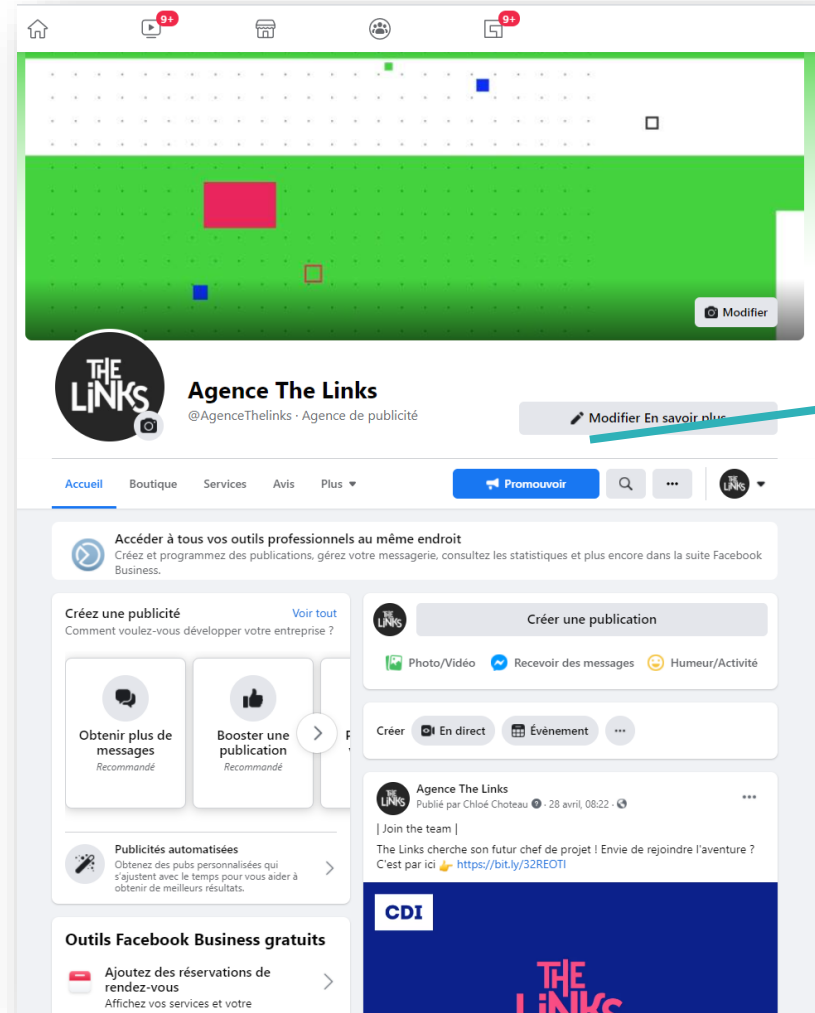 9+
9+
Modifier
THE
LiNKS
Agence The Links
@AgenceThelinks · Agence de publicité
Modifier En savoir plus
Accueil Boutique Services Avis Plus
Promouvoir
THE
LiNKS
Accéder à tous vos outils professionnels au même endroit
Créez et programmez des publications, gérez votre messagerie, consultez les statistiques et plus encore dans la suite Facebook
Business.
Créez une publicité Voir tout
Comment voulez-vous développer votre entreprise ?
Obtenir plus de
messages
Recommandé
Booster une
publication
Recommandé
Publicités automatisées
Obtenez des pubs personnalisées qui
s'ajustent avec le temps pour vous aider à
obtenir de meilleurs résultats.
Outils Facebook Business gratuits
Ajoutez des réservations de
rendez-vous
Affichez vos services et votre
THE
LiNKS
Créer une publication
Photo/Vidéo Recevoir des messages Humeur/Activité
Créer En direct Évènement
THE
LiNKS
Agence The Links
Publié par Chloé Choteau · 28 avril, 08:22 ·
| Join the team |
The Links cherche son futur chef de projet ! Envie de rejoindre l'aventure ?
C'est par ici 👉 https://bit.ly/32REOTI
CDI
THE
LiNKS